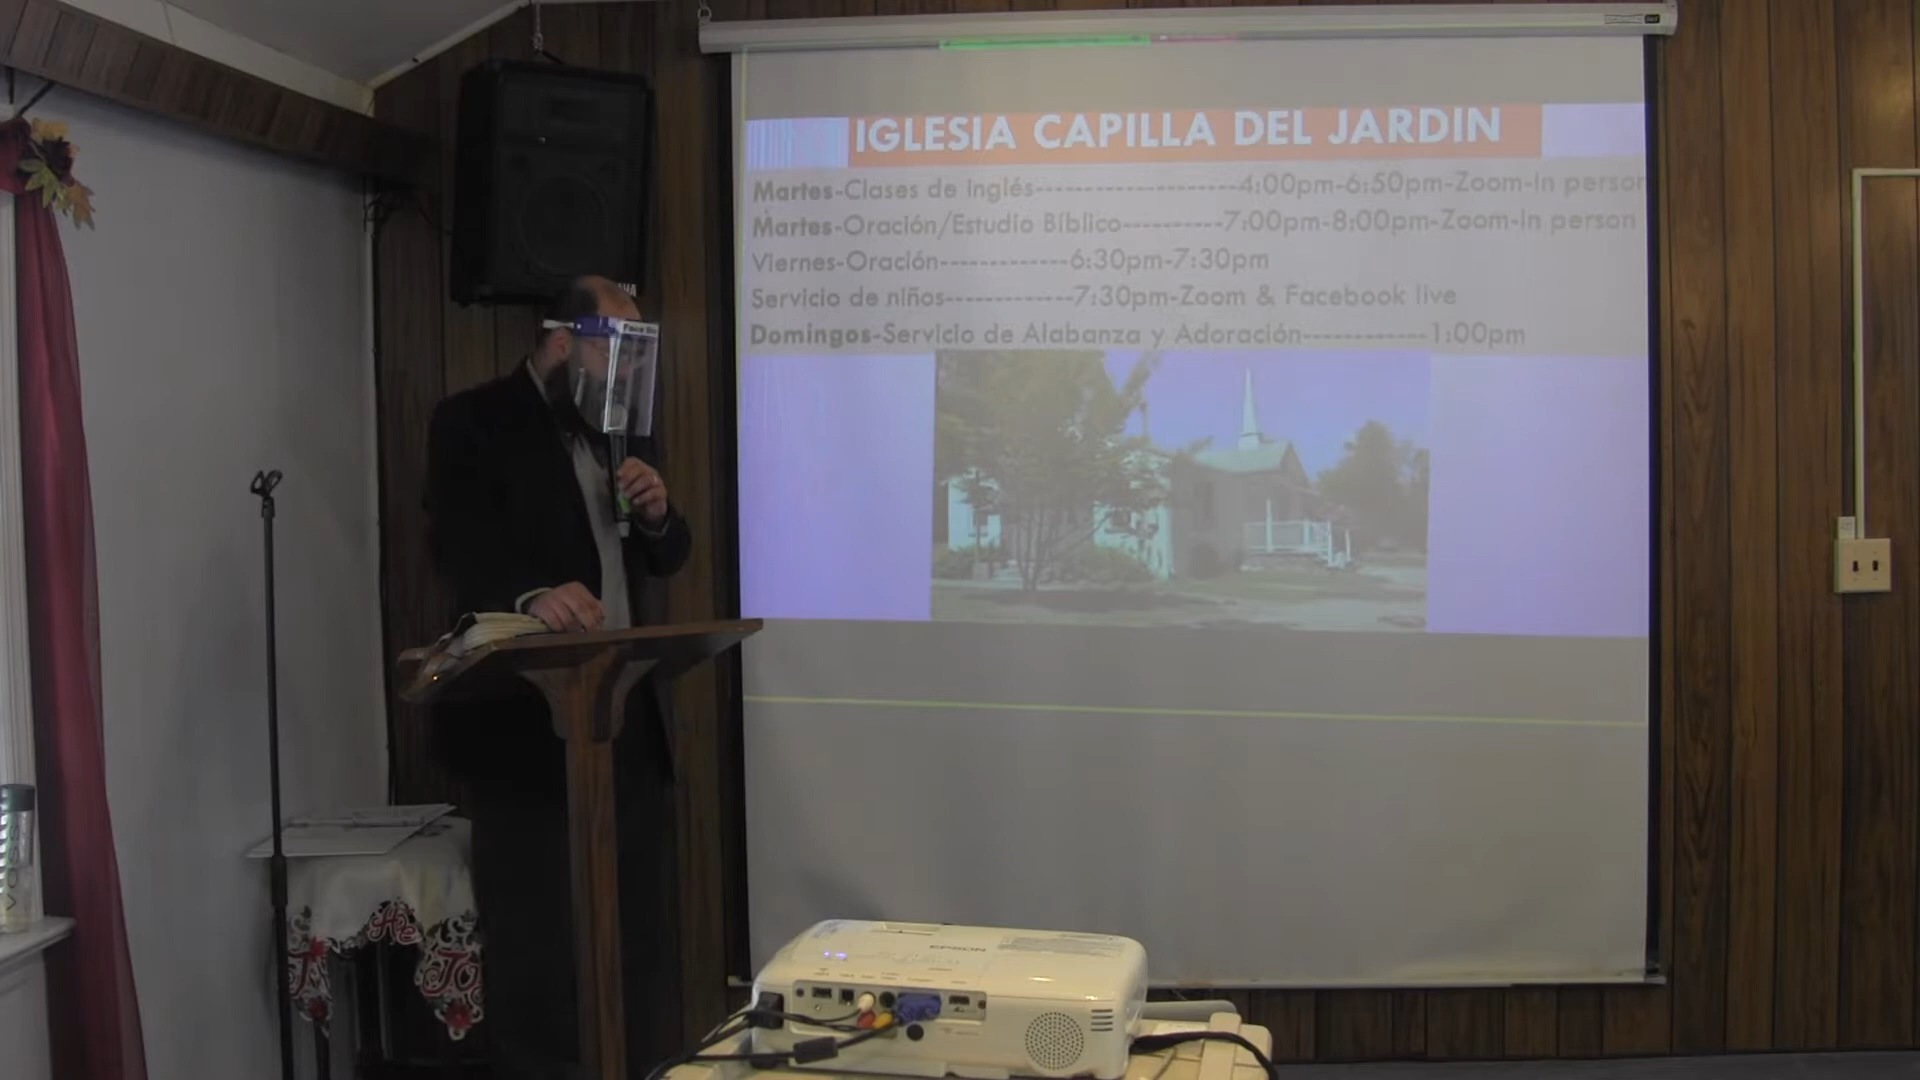 IGLESIA CAPILLA DEL JARDIN
Martes-Clases de Inglés--------------------4:00pm-6:50pm-Zoom-In person
Martes-Oración/Estudio Bíblico----------7:00pm-8:00pm-Zoom-In person
Viernes-Oración-------------6:30pm-7:30pm
Servicio de niños-------------7:30pm-Zoom & Facebook live
Domingos-Servicio de Alabanza y Adoración------------1:00pm
EPSON
VOSS